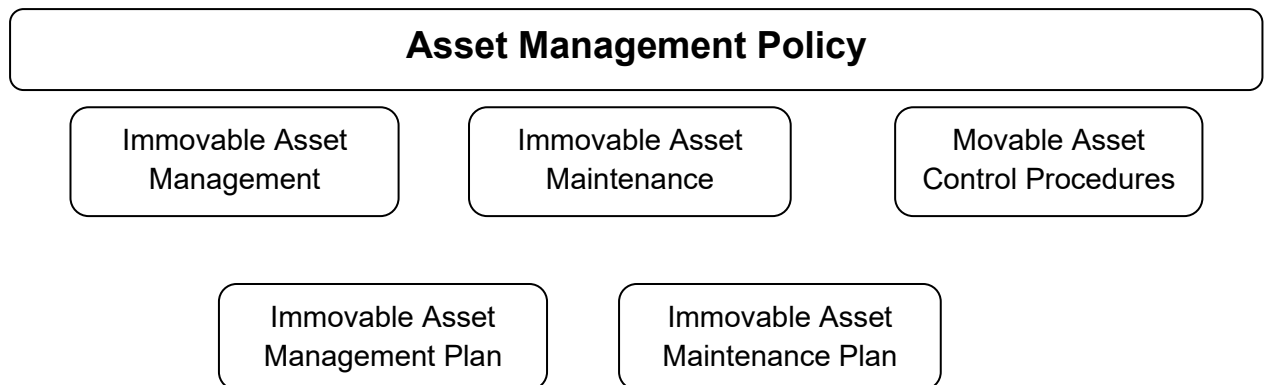 Asset Management Policy
Immovable Asset
Management
Immovable Asset
Maintenance
Movable Asset
Control Procedures
Immovable Asset
Management Plan
Immovable Asset
Maintenance Plan